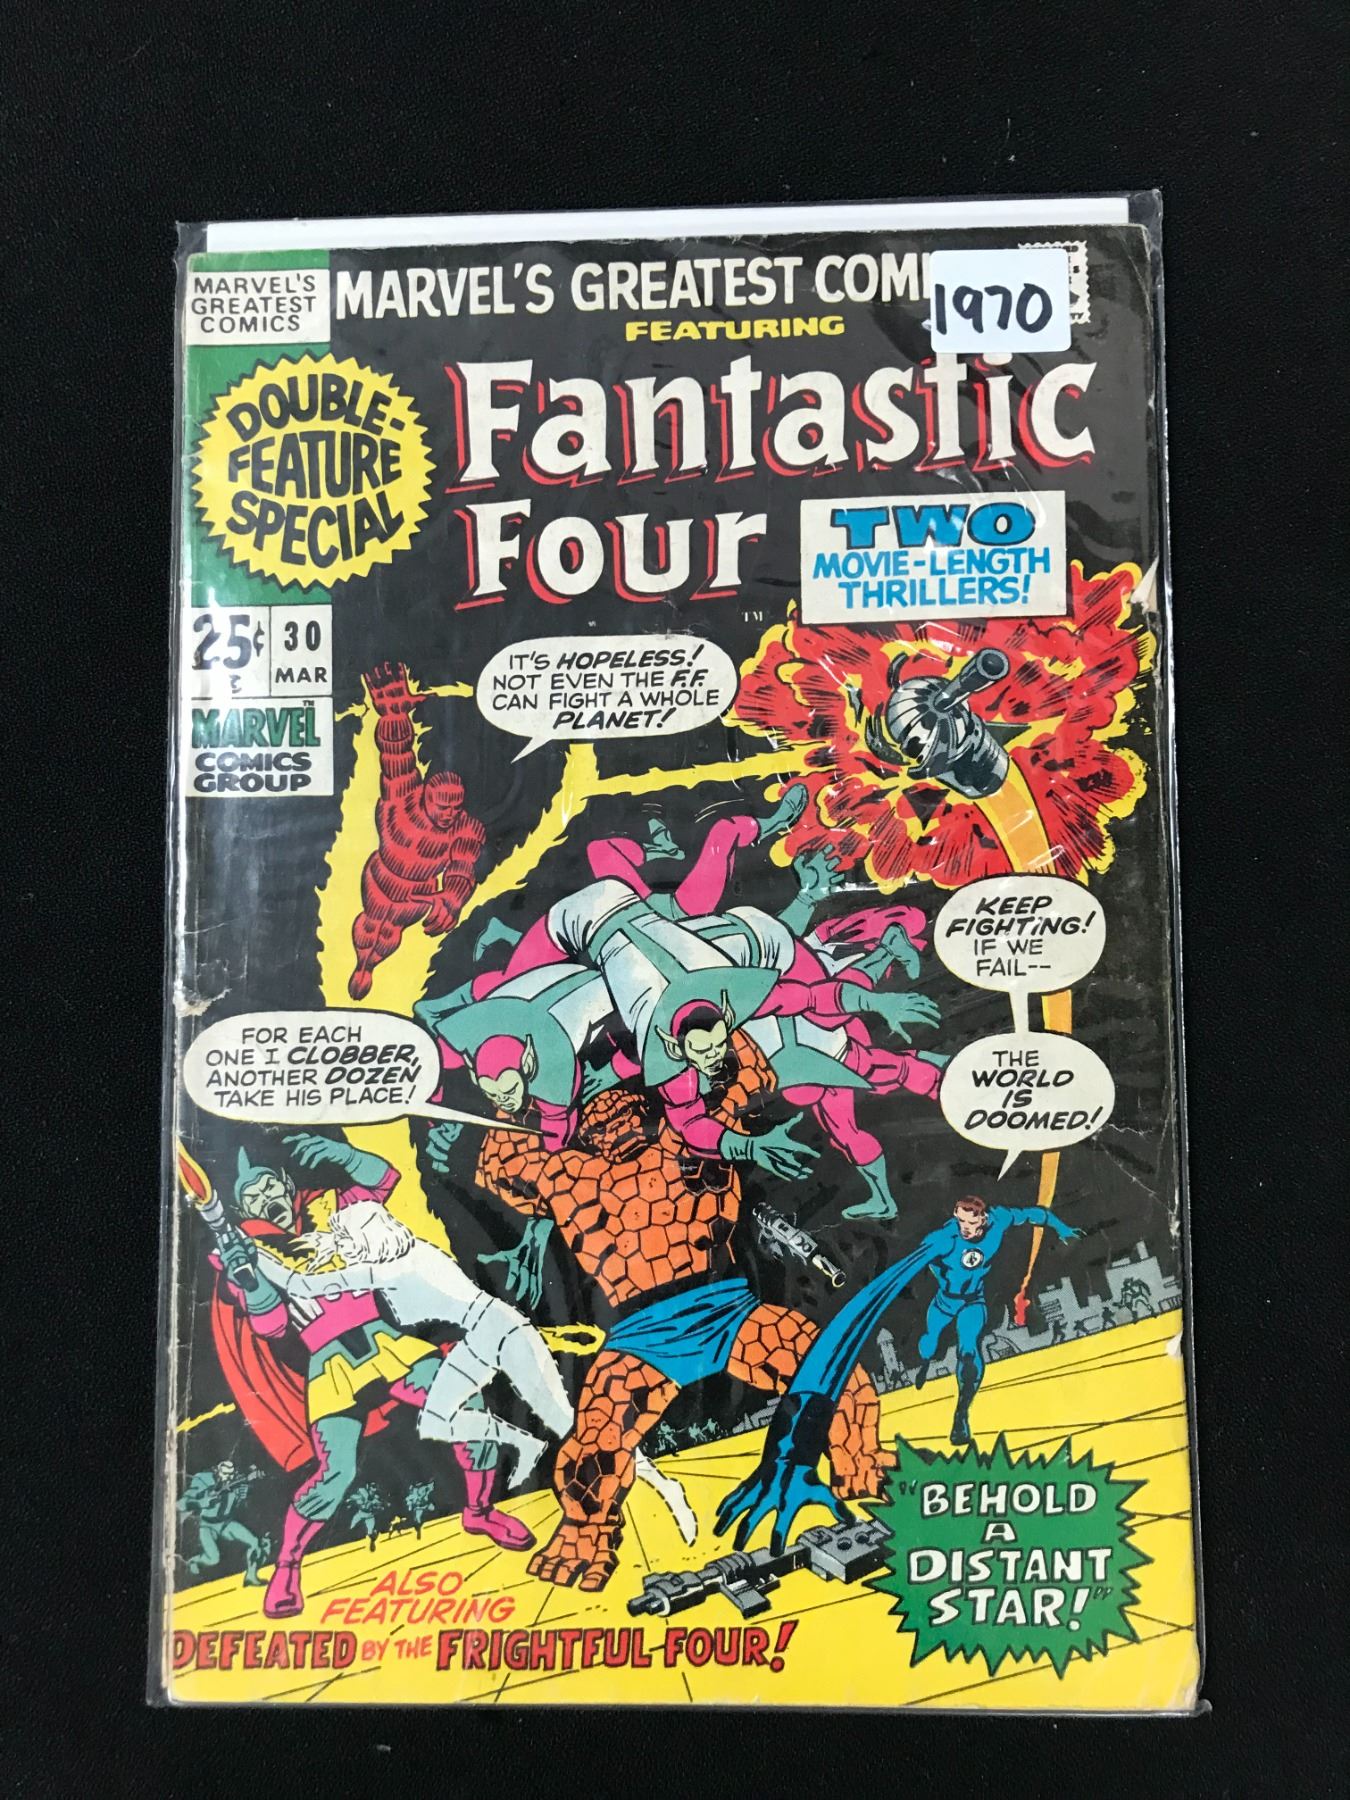 MARVEL'S
GREATEST
COMICS
MARVEL'S GREATEST COMI
1970
FEATURING
Fantastic
Four
TM
DOUBLE-
FEATURE
SPECIAL
TWO
MOVIE-LENGTH
THRILLERS!
25¢
30
MAR
MARVEL
COMICS
GROUP
IT'S HOPELESS!
NOT EVEN THE F.F.
CAN FIGHT A WHOLE
PLANET!
KEEP
FIGHTING!
IF WE
FAIL--
THE
WORLD
IS
DOOMED!
FOR EACH
ONE I CLOBBER,
ANOTHER DOZEN
TAKE HIS PLACE!
"BEHOLD
A
DISTANT
STAR!"
ALSO
FEATURING
DEFEATED BY THE FRIGHTFUL FOUR!